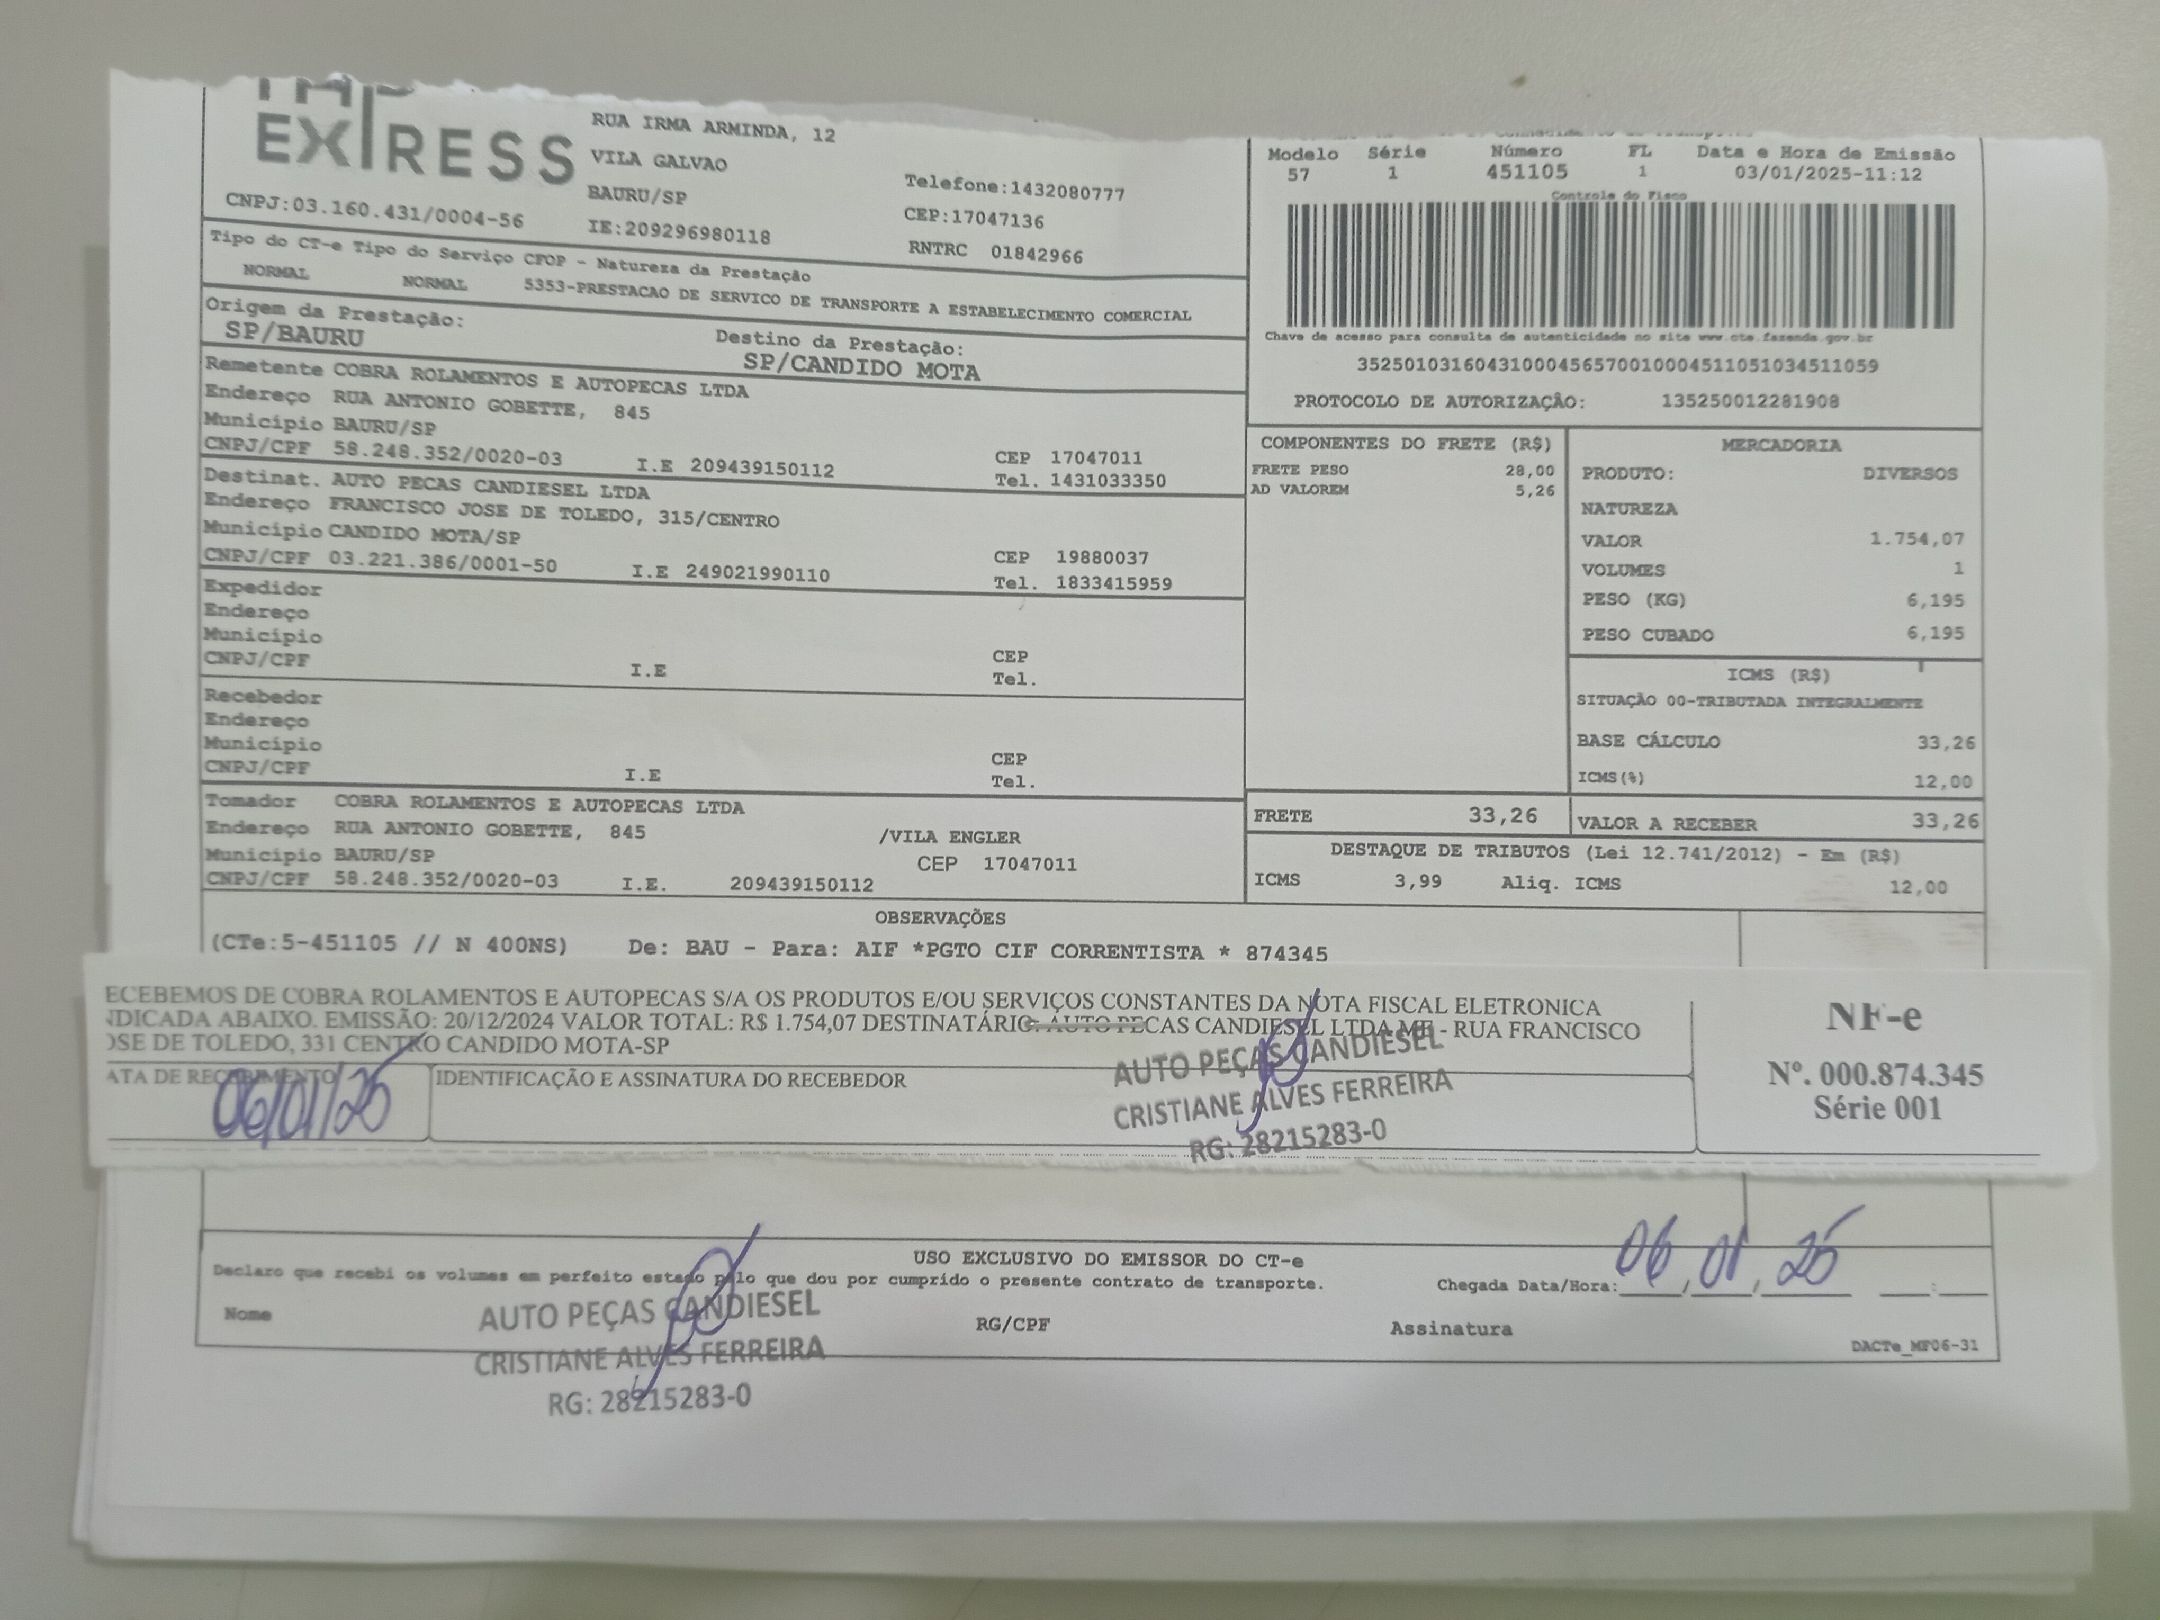 EXPRESS
RUA IRMA ARMINDA, 12
VILA GALVAO
BAURU/SP
IE:209296980118
Telefone:1432080777
CEP:17047136
RNTRC 01842966
CNPJ:03.160.431/0004-56
Modelo Série Número FL Data e Hora de Emissão
57 1 451105 1 03/01/2025-11:12
Controle do Fisco
Chave de acesso para consulta de autenticidade no site www.cte.fazenda.gov.br
35250103160431000456570010004511051034511059
PROTOCOLO DE AUTORIZAÇÃO: 135250012281908
Tipo do CT-e Tipo do Serviço CFOP - Natureza da Prestação
NORMAL NORMAL 5353-PRESTACAO DE SERVICO DE TRANSPORTE A ESTABELECIMENTO COMERCIAL
Origem da Prestação: Destino da Prestação:
SP/BAURU SP/CANDIDO MOTA
Remetente COBRA ROLAMENTOS E AUTOPECAS LTDA
Endereço RUA ANTONIO GOBETTE, 845
Município BAURU/SP
CNPJ/CPF 58.248.352/0020-03 I.E 209439150112
CEP 17047011
Tel. 1431033350
Destinat. AUTO PECAS CANDIESEL LTDA
Endereço FRANCISCO JOSE DE TOLEDO, 315/CENTRO
Município CANDIDO MOTA/SP
CNPJ/CPF 03.221.386/0001-50 I.E 249021990110
CEP 19880037
Tel. 1833415959
Expedidor
Endereço
Município
CNPJ/CPF I.E
CEP
Tel.
Recebedor
Endereço
Município
CNPJ/CPF I.E
CEP
Tel.
Tomador COBRA ROLAMENTOS E AUTOPECAS LTDA
Endereço RUA ANTONIO GOBETTE, 845 /VILA ENGLER
Município BAURU/SP CEP 17047011
CNPJ/CPF 58.248.352/0020-03 I.E. 209439150112
COMPONENTES DO FRETE (R$)
FRETE PESO 28,00
AD VALOREM 5,26
MERCADORIA
PRODUTO: DIVERSOS
NATUREZA
VALOR 1.754,07
VOLUMES 1
PESO (KG) 6,195
PESO CUBADO 6,195
ICMS (R$)
SITUAÇÃO 00-TRIBUTADA INTEGRALMENTE
BASE CÁLCULO 33,26
ICMS(%) 12,00
FRETE 33,26 VALOR A RECEBER 33,26
DESTAQUE DE TRIBUTOS (Lei 12.741/2012) - Em (R$)
ICMS 3,99 Aliq. ICMS 12,00
OBSERVAÇÕES
(CTe:5-451105 // N 400NS) De: BAU - Para: AIF *PGTO CIF CORRENTISTA * 874345
ECEBEMOS DE COBRA ROLAMENTOS E AUTOPECAS S/A OS PRODUTOS E/OU SERVIÇOS CONSTANTES DA NOTA FISCAL ELETRONICA
NDICADA ABAIXO. EMISSÃO: 20/12/2024 VALOR TOTAL: R$ 1.754,07 DESTINATÁRIO: AUTO PECAS CANDIESEL LTDA ME - RUA FRANCISCO
OSE DE TOLEDO, 331 CENTRO CANDIDO MOTA-SP
ATA DE RECEBIMENTO IDENTIFICAÇÃO E ASSINATURA DO RECEBEDOR
06/01/25
AUTO PEÇAS CANDIESEL
CRISTIANE ALVES FERREIRA
RG: 28215283-0
NF-e
Nº. 000.874.345
Série 001
USO EXCLUSIVO DO EMISSOR DO CT-e
Declaro que recebi os volumes em perfeito estado pelo que dou por cumprido o presente contrato de transporte.
Chegada Data/Hora: 06/01/25 :
Nome RG/CPF Assinatura
AUTO PEÇAS CANDIESEL
CRISTIANE ALVES FERREIRA
RG: 28215283-0
DACTe_MF06-31